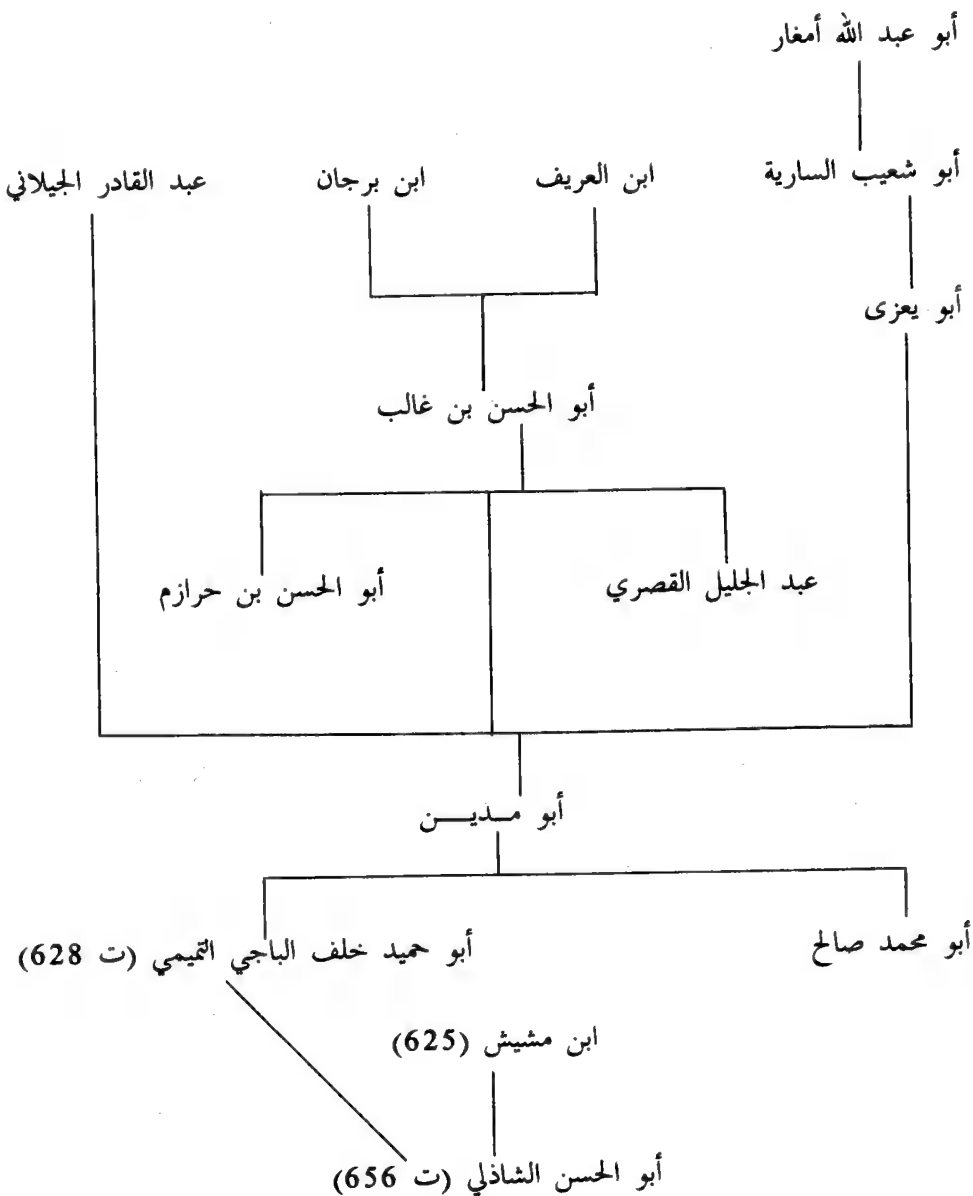 أبو عبد الله أمغار
أبو شعيب السارية ابن العريف ابن برجان عبد القادر الجيلاني
أبو يعزى
أبو الحسن بن غالب
عبد الجليل القصري أبو الحسن بن حرازم
أبو مـذيـــن
أبو محمد صالح أبو حميد خلف الباجي التميمي (ت 628)
ابن مشيش (625)
أبو الحسن الشاذلي (ت 656)